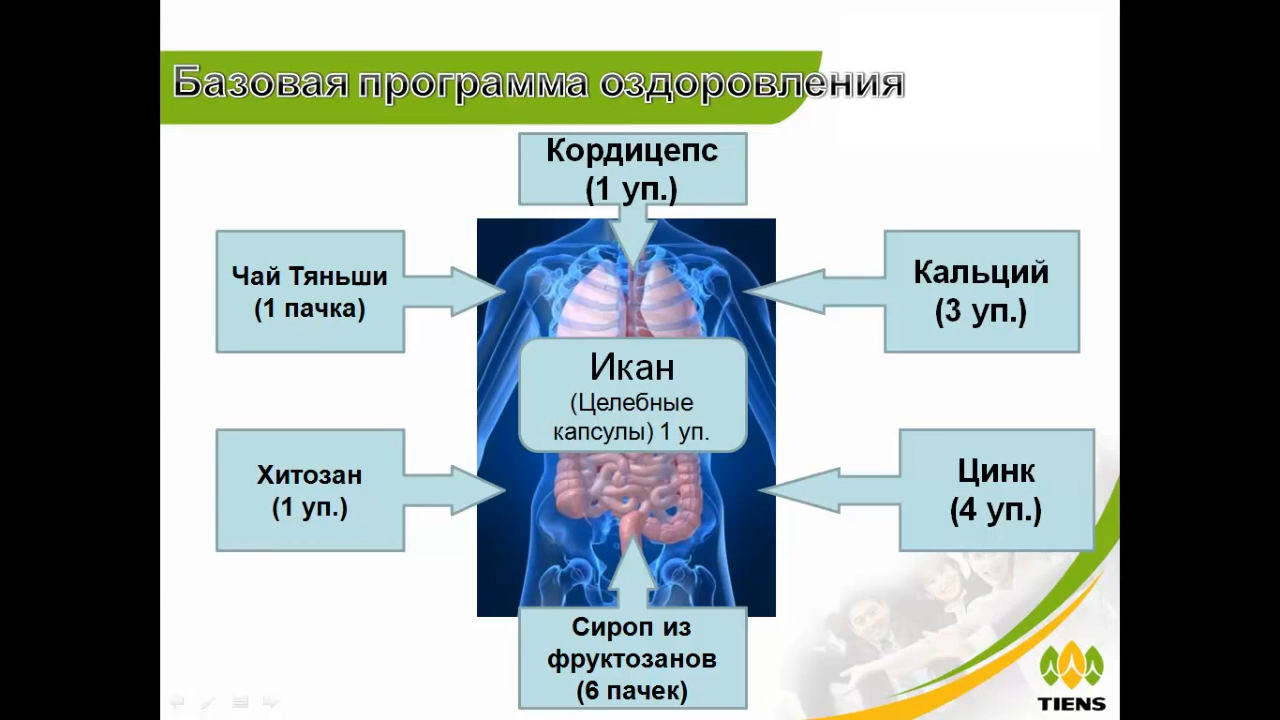 Базовая программа оздоровления
Кордицепс
(1 уп.)
Чай Тяньши
(1 пачка)
Кальций
(3 уп.)
Икан
(Целебные
капсулы) 1 уп.
Хитозан
(1 уп.)
Цинк
(4 уп.)
Сироп из
фруктозанов
(6 пачек)
TIENS